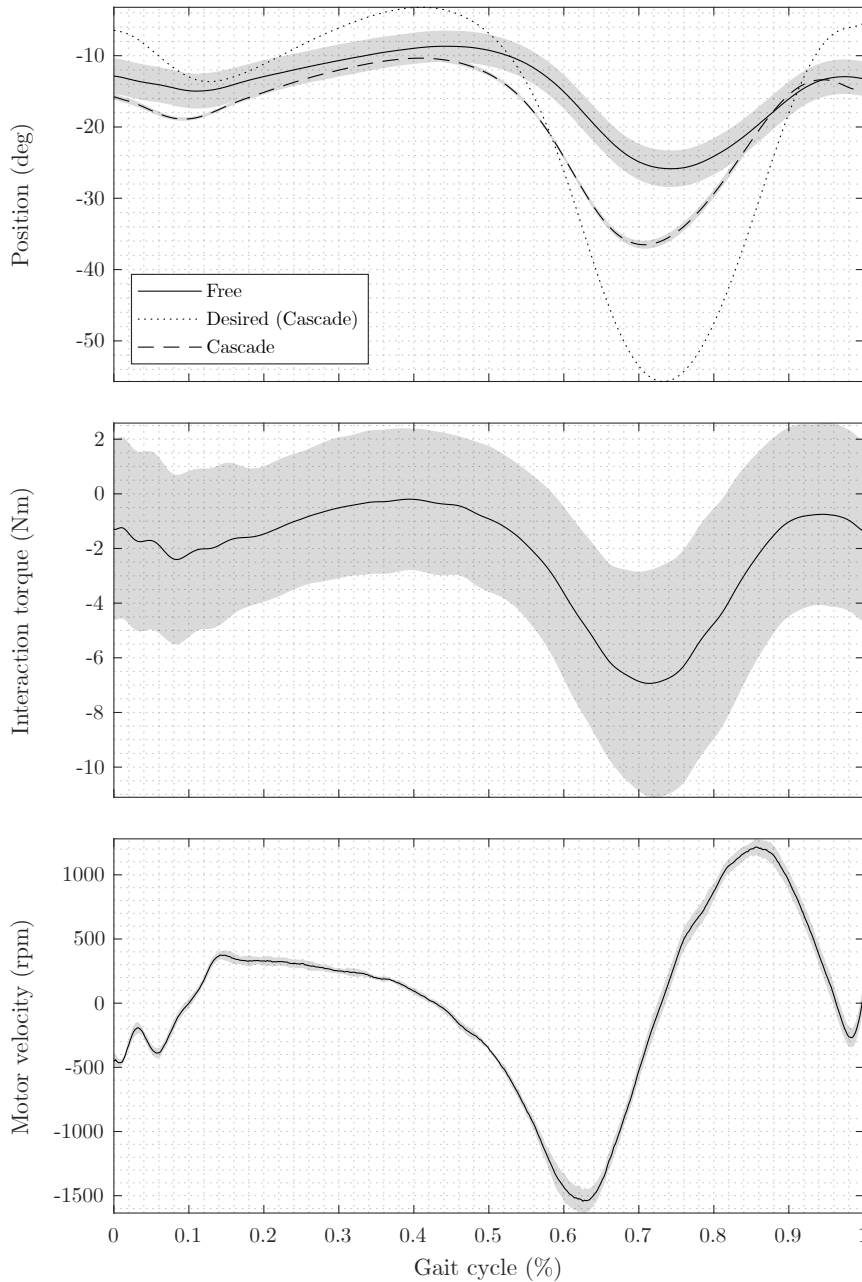 -10
-20
-30
-40
-50
Position (deg)
Free
Desired (Cascade)
Cascade
2
0
-2
-4
-6
-8
-10
Interaction torque (Nm)
1000
500
0
-500
-1000
-1500
Motor velocity (rpm)
0 0.1 0.2 0.3 0.4 0.5 0.6 0.7 0.8 0.9 1
Gait cycle (%)